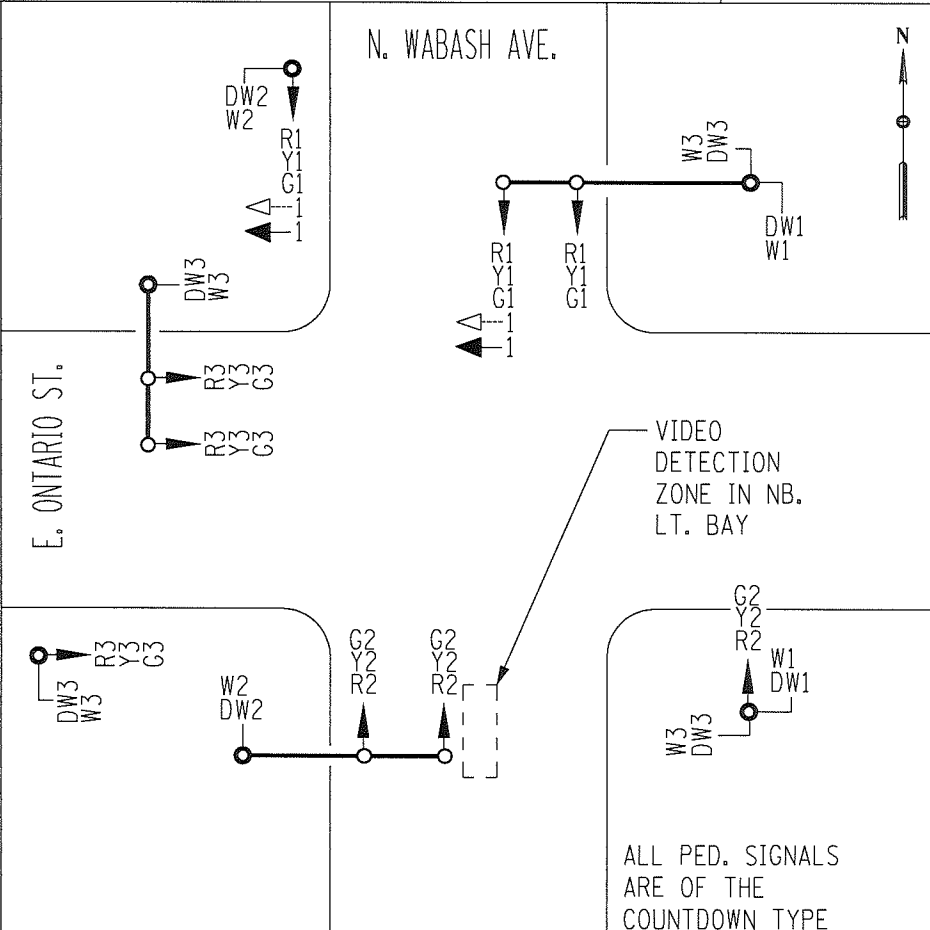 N. WABASH AVE.
N
DW2
W2
R1
Y1
G1
1
1
W3
DW3
DW1
W1
R1
Y1
G1
R1
Y1
G1
1
1
DW3
W3
R3
Y3
G3
R3
Y3
G3
E. ONTARIO ST.
VIDEO
DETECTION
ZONE IN NB.
LT. BAY
R3
Y3
G3
DW3
W3
W2
DW2
G2
Y2
R2
G2
Y2
R2
G2
Y2
R2
W1
DW1
W3
DW3
ALL PED. SIGNALS
ARE OF THE
COUNTDOWN TYPE